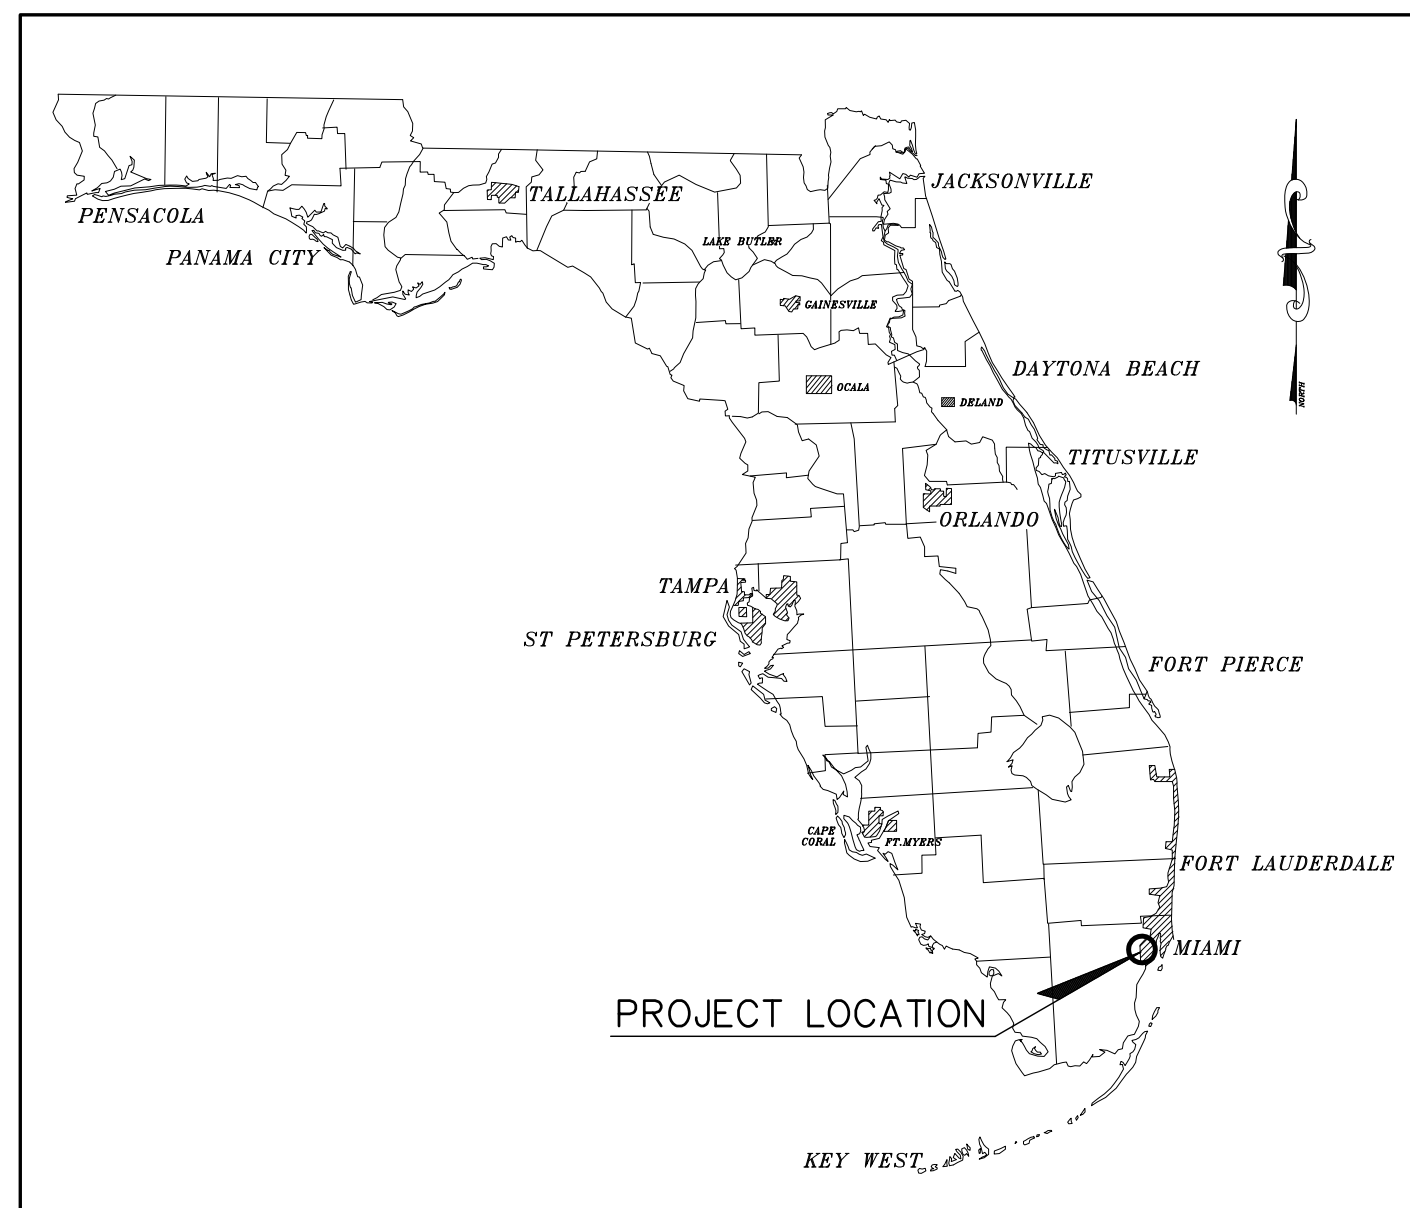 JACKSONVILLE
TALLAHASSEE
PENSACOLA
LAKE BUTLER
PANAMA CITY
GAINESVILLE
DAYTONA BEACH
OCALA
NORTH
DELAND
TITUSVILLE
ORLANDO
TAMPA
ST PETERSBURG
FORT PIERCE
CAPE
CORAL
FT.MYERS
FORT LAUDERDALE
MIAMI
PROJECT LOCATION
KEY WEST